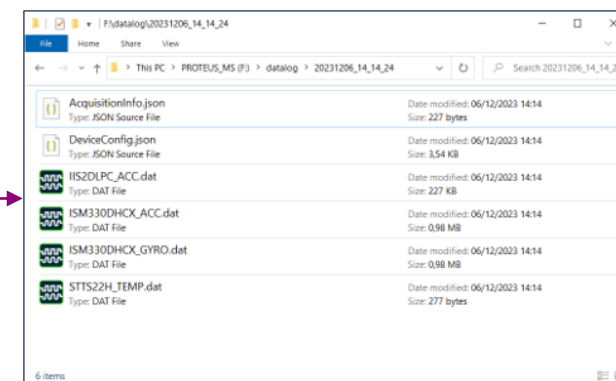 F:\datalog\20231206_14_14_24
File Home Share View
This PC > PROTEUS_MS (F:) > datalog > 20231206_14_14_24
Search 20231206_14_14_2
AcquisitionInfo.json
Type: JSON Source File
Date modified: 06/12/2023 14:14
Size: 227 bytes
DeviceConfig.json
Type: JSON Source File
Date modified: 06/12/2023 14:14
Size: 3,54 KB
IIS2DLPC_ACC.dat
Type: DAT File
Date modified: 06/12/2023 14:14
Size: 227 KB
ISM330DHCX_ACC.dat
Type: DAT File
Date modified: 06/12/2023 14:14
Size: 0,98 MB
ISM330DHCX_GYRO.dat
Type: DAT File
Date modified: 06/12/2023 14:14
Size: 0,98 MB
STTS22H_TEMP.dat
Type: DAT File
Date modified: 06/12/2023 14:14
Size: 277 bytes
6 items